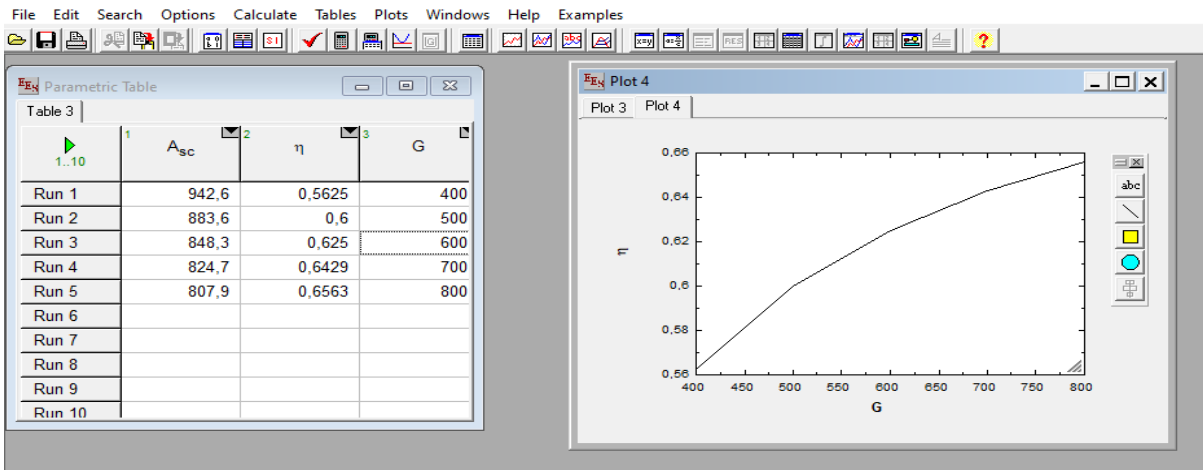 File Edit Search Options Calculate Tables Plots Windows Help Examples
SI
RES
x=y
?
EES Parametric Table
Table 3
1..10
1 Asc 2 η 3 G
Run 1 942,6 0,5625 400
Run 2 883,6 0,6 500
Run 3 848,3 0,625 600
Run 4 824,7 0,6429 700
Run 5 807,9 0,6563 800
Run 6
Run 7
Run 8
Run 9
Run 10
EES Plot 4
Plot 3 Plot 4
0,66
0,64
0,62
0,6
0,58
0,56
η
400 450 500 550 600 650 700 750 800
G
abc